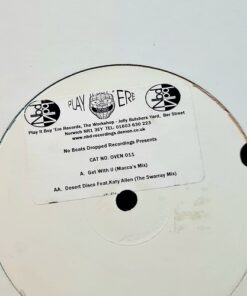 PLAY ERE
Play It Boy 'Ere Records, The Workshop - Jolly Butchers Yard, Ber Street
Norwich NR1 3EY TEL 01603 630 223
www.nbd-recordings.demon.co.uk
No Beats Dropped Recordings Presents
CAT NO. OVEN 011
A. Get With U (Macca's Mix)
AA. Desert Disco Feat.Katy Allen (The Swarray Mix)